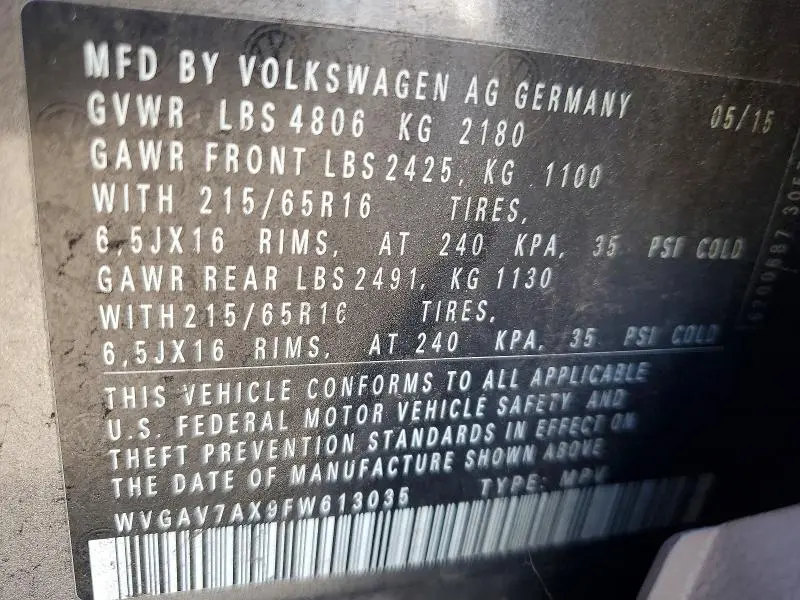 MFD BY VOLKSWAGEN AG GERMANY 05/15
GVWR LBS 4806 KG 2180
GAWR FRONT LBS 2425, KG 1100
WITH 215/65R16 TIRES,
6,5JX16 RIMS, AT 240 KPA, 35 PSI COLD
GAWR REAR LBS 2491, KG 1130
WITH 215/65R16 TIRES,
6,5JX16 RIMS, AT 240 KPA, 35 PSI COLD
THIS VEHICLE CONFORMS TO ALL APPLICABLE
U.S. FEDERAL MOTOR VEHICLE SAFETY AND
THEFT PREVENTION STANDARDS IN EFFECT ON
THE DATE OF MANUFACTURE SHOWN ABOVE.
WVGAV7AX9FW613035 TYPE: MPV